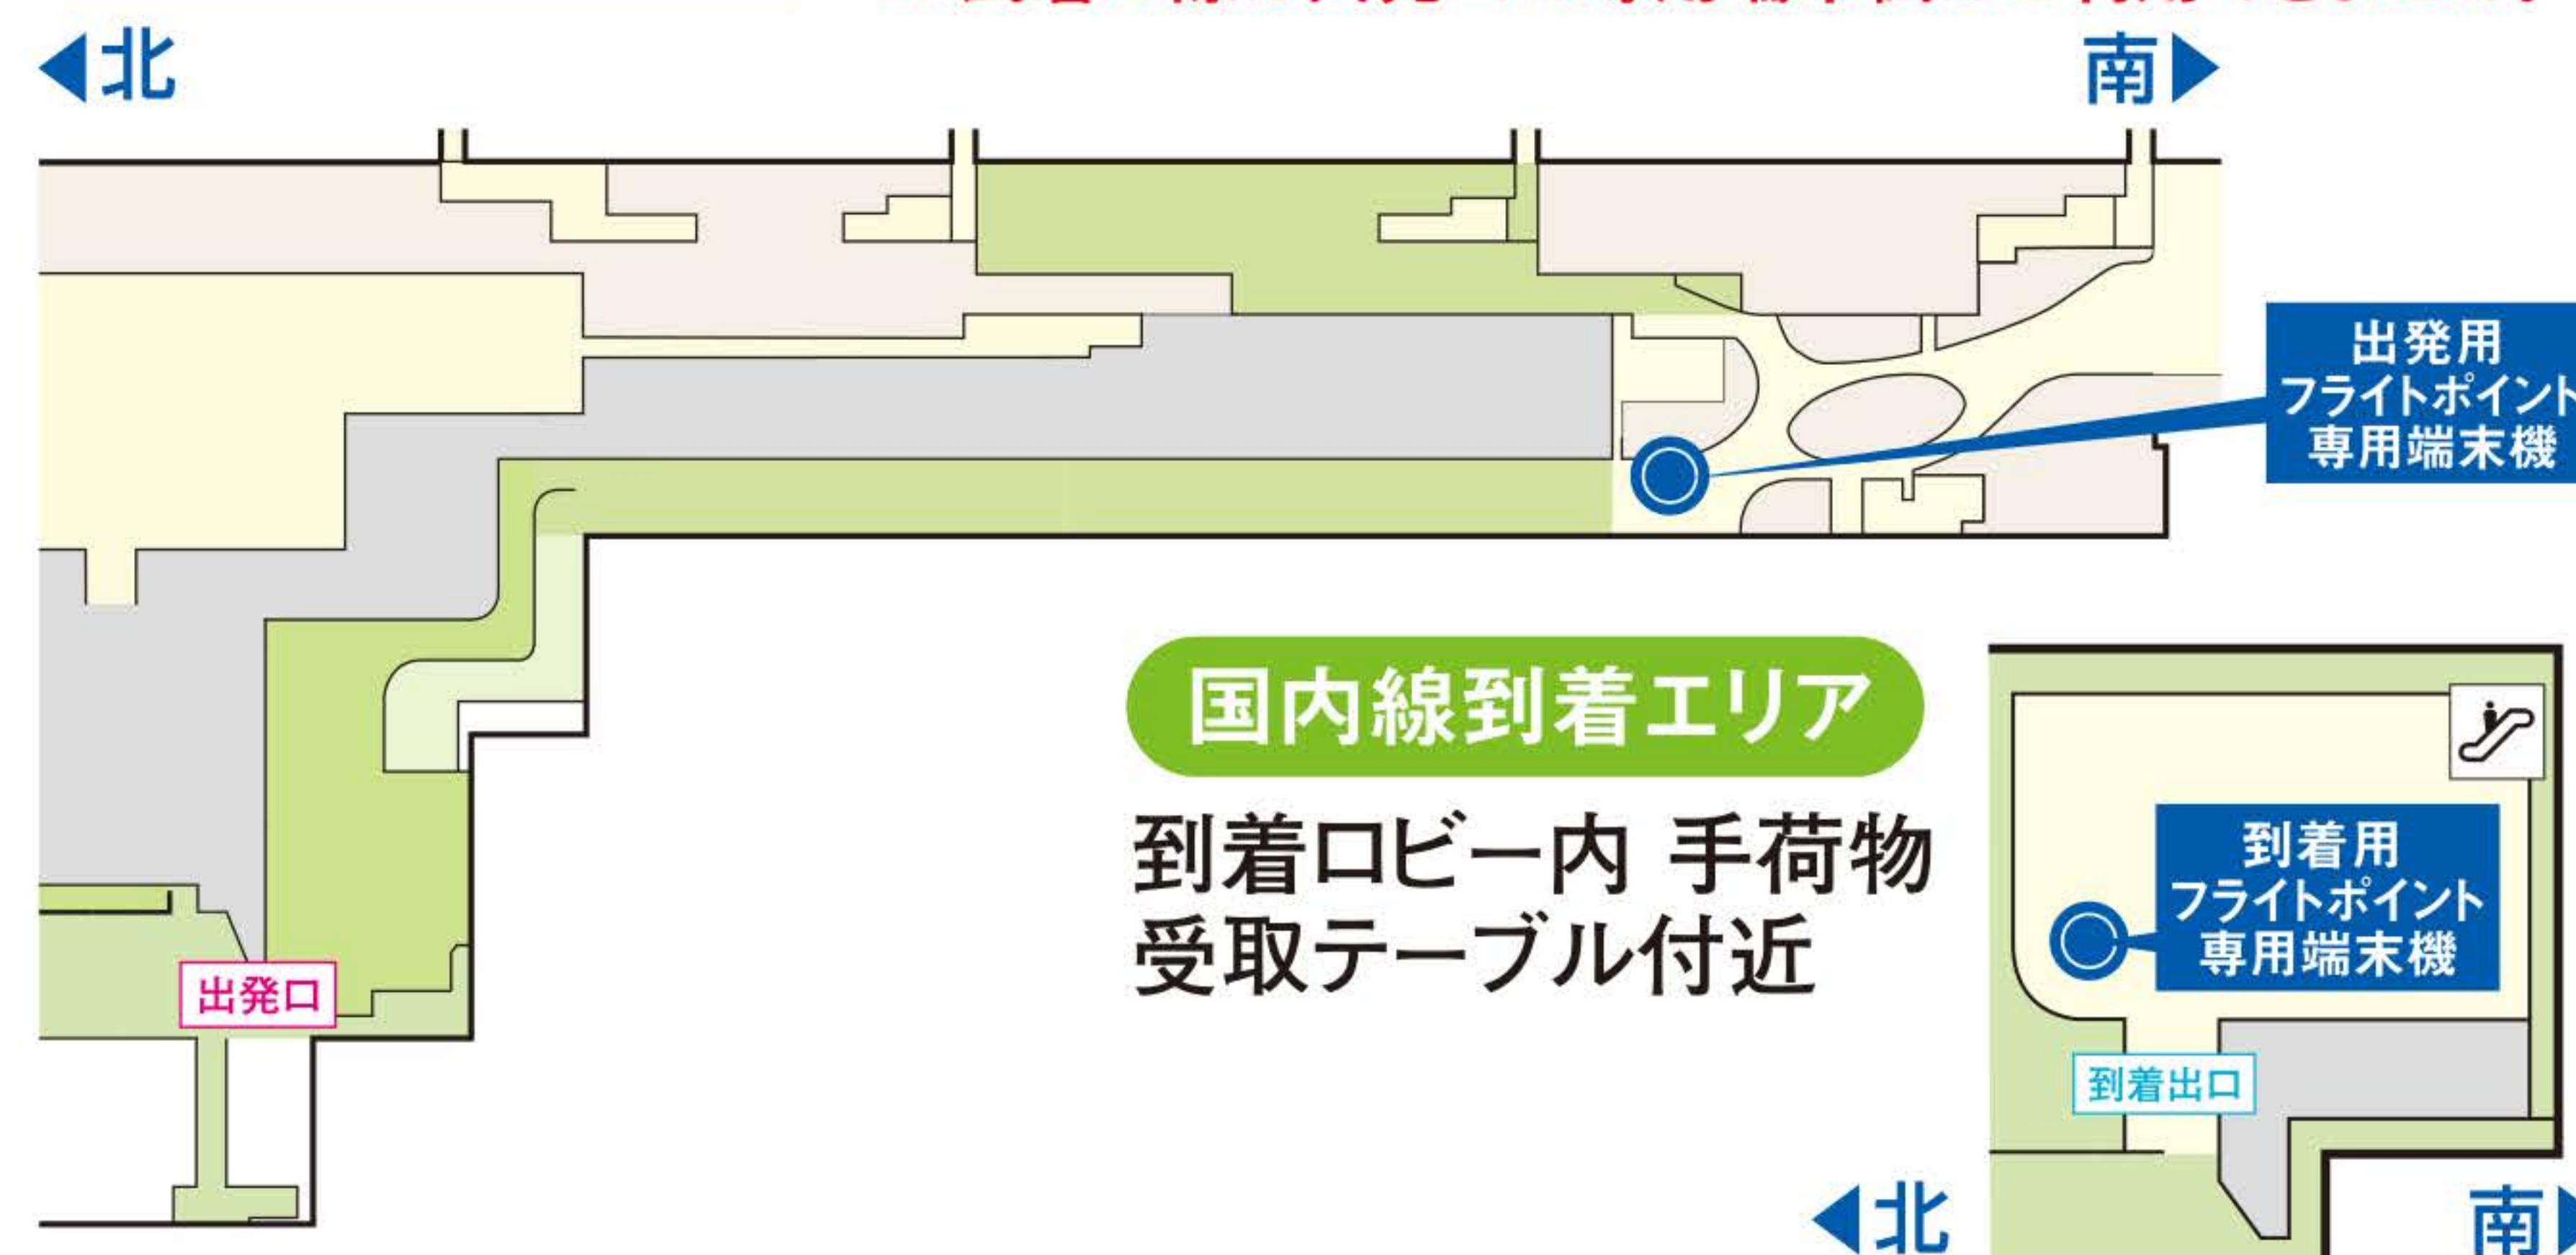 北
南
出発用
フライトポイント
専用端末機
国内線到着エリア
到着ロビー内 手荷物
受取テーブル付近
到着用
フライトポイント
専用端末機
出発口
到着出口
北
南